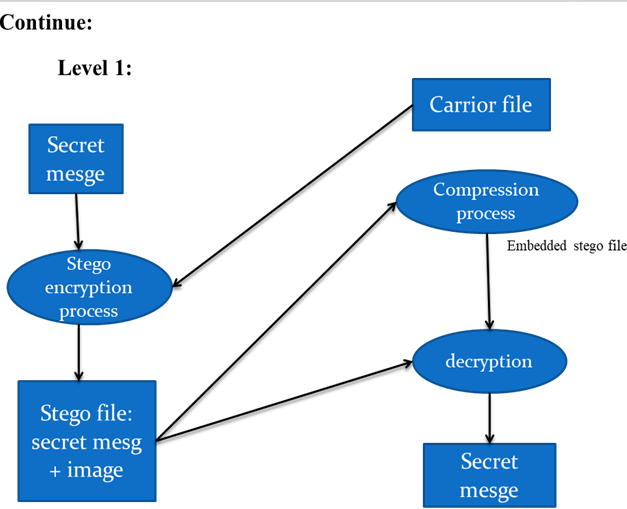 Continue:
Level 1:
Carrior file
Secret
mesge
Compression
process
Embedded stego file
Stego
encryption
process
decryption
Stego file:
secret mesg
+ image
Secret
mesge